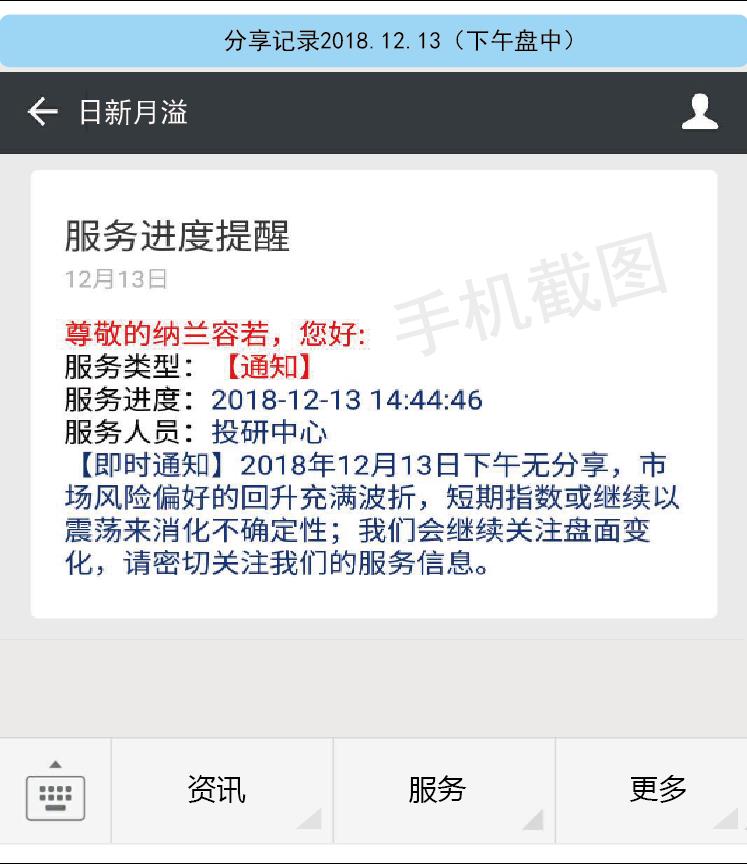 分享记录2018.12.13（下午盘中）
日新月溢
服务进度提醒
12月13日
手机截图
尊敬的纳兰容若，您好:
服务类型：【通知】
服务进度：2018-12-13 14:44:46
服务人员：投研中心
【即时通知】2018年12月13日下午无分享，市
场风险偏好的回升充满波折，短期指数或继续以
震荡来消化不确定性；我们会继续关注盘面变
化，请密切关注我们的服务信息。
资讯
服务
更多